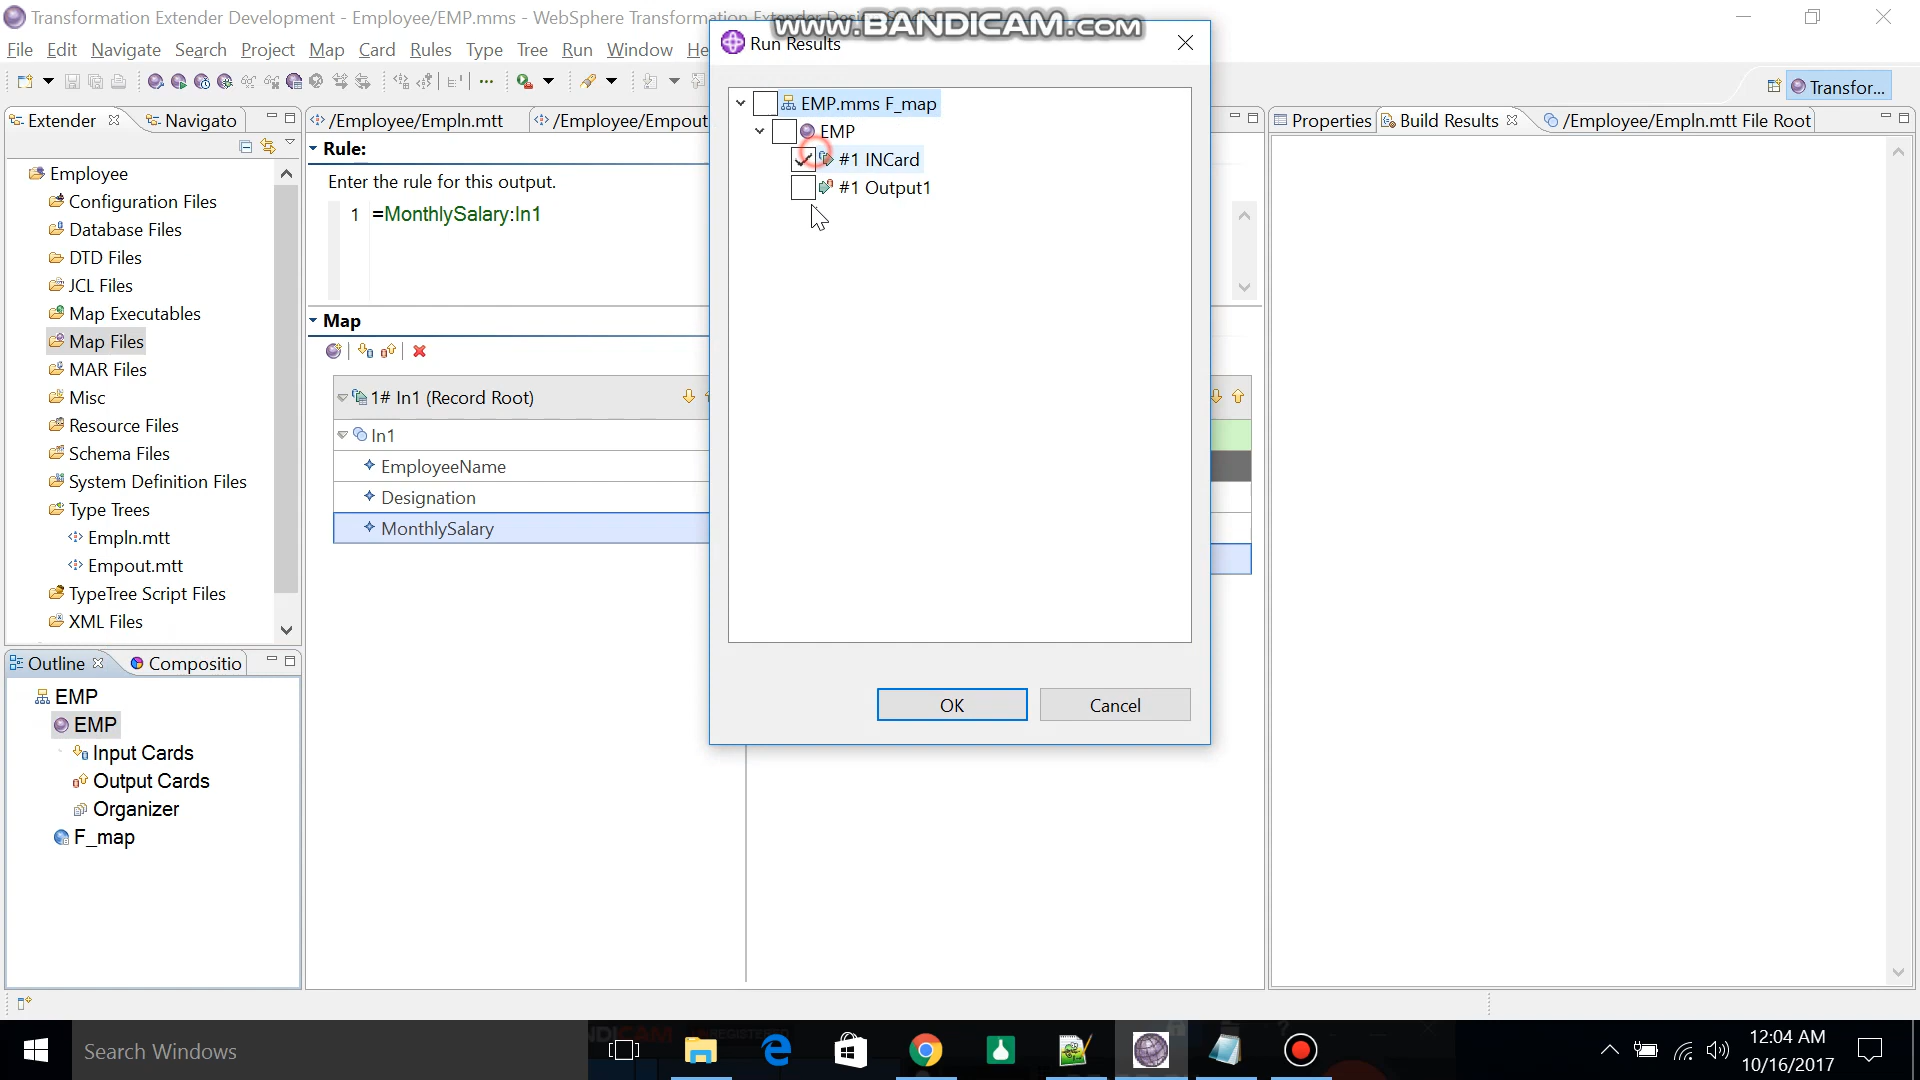 Transformation Extender Development - Employee/EMP.mms - WebSphere Transformation Extender Des
www.BANDICAM.com
File Edit Navigate Search Project Map Card Rules Type Tree Run Window He
Run Results
Transfor...
Extender
Navigato
/Employee/EmpIn.mtt
/Employee/Empout
Properties
Build Results
/Employee/EmpIn.mtt File Root
Employee
Configuration Files
Database Files
DTD Files
JCL Files
Map Executables
Map Files
MAR Files
Misc
Resource Files
Schema Files
System Definition Files
Type Trees
EmpIn.mtt
Empout.mtt
TypeTree Script Files
XML Files
Rule:
Enter the rule for this output.
1 =MonthlySalary:In1
Map
1# In1 (Record Root)
In1
EmployeeName
Designation
MonthlySalary
EMP.mms F_map
EMP
#1 INCard
#1 Output1
OK
Cancel
Outline
Compositio
EMP
EMP
Input Cards
Output Cards
Organizer
F_map
Search Windows
12:04 AM
10/16/2017